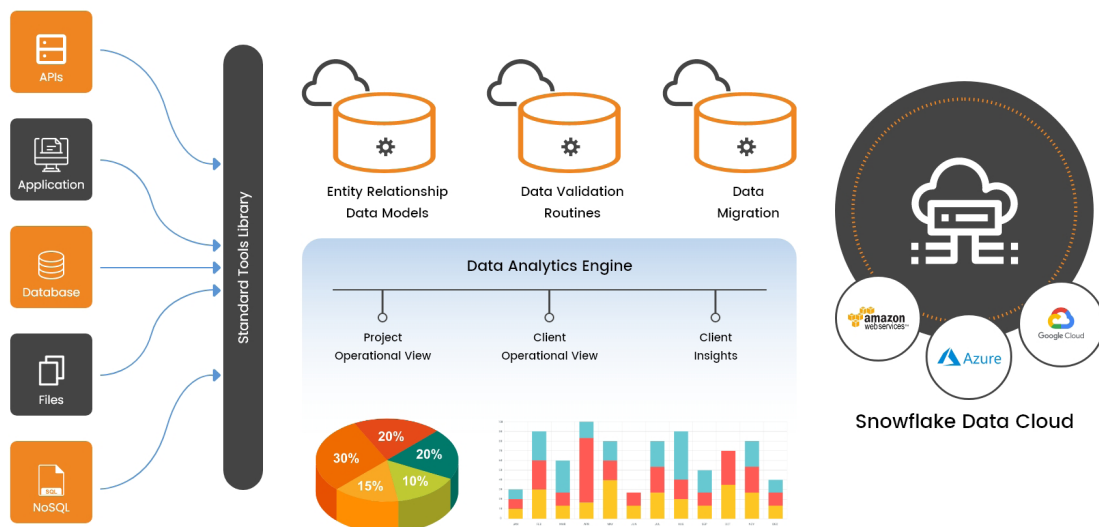 APIs
Application
Database
Files
SQL
NoSQL
Standard Tools Library
Entity Relationship
Data Models
Data Validation
Routines
Data
Migration
Data Analytics Engine
Project
Operational View
Client
Operational View
Client
Insights
20%
30%
20%
15%
10%
amazon
webservices™
Azure
Google Cloud
Snowflake Data Cloud